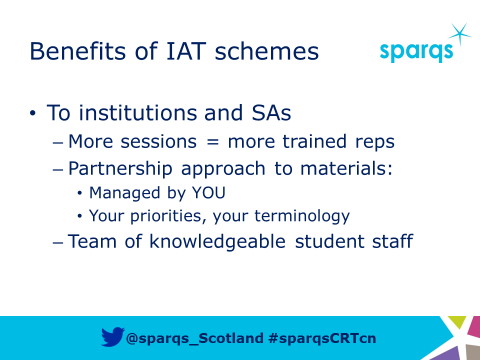 Benefits of IAT schemes
sparqs
• To institutions and SAs
– More sessions = more trained reps
– Partnership approach to materials:
• Managed by YOU
• Your priorities, your terminology
– Team of knowledgeable student staff
@sparqs_Scotland #sparqsCRTcn